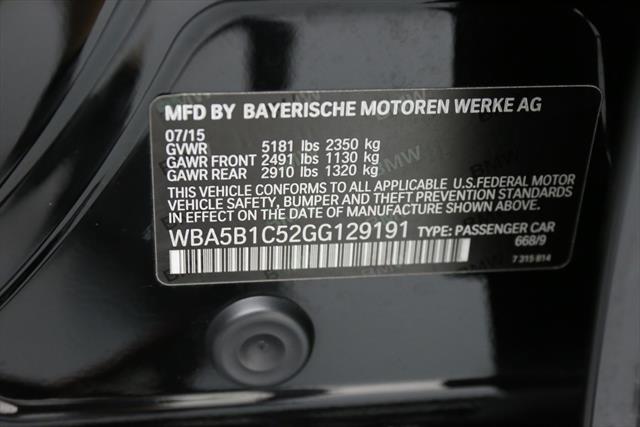 MFD BY BAYERISCHE MOTOREN WERKE AG
07/15
GVWR 5181 lbs 2350 kg
GAWR FRONT 2491 lbs 1130 kg
GAWR REAR 2910 lbs 1320 kg
THIS VEHICLE CONFORMS TO ALL APPLICABLE U.S.FEDERAL MOTOR
VEHICLE SAFETY, BUMPER AND THEFT PREVENTION STANDARDS
IN EFFECT ON THE DATE OF MANUFACTURE SHOWN ABOVE.
WBA5B1C52GG129191 TYPE: PASSENGER CAR
668/9
7 315 814
BMW